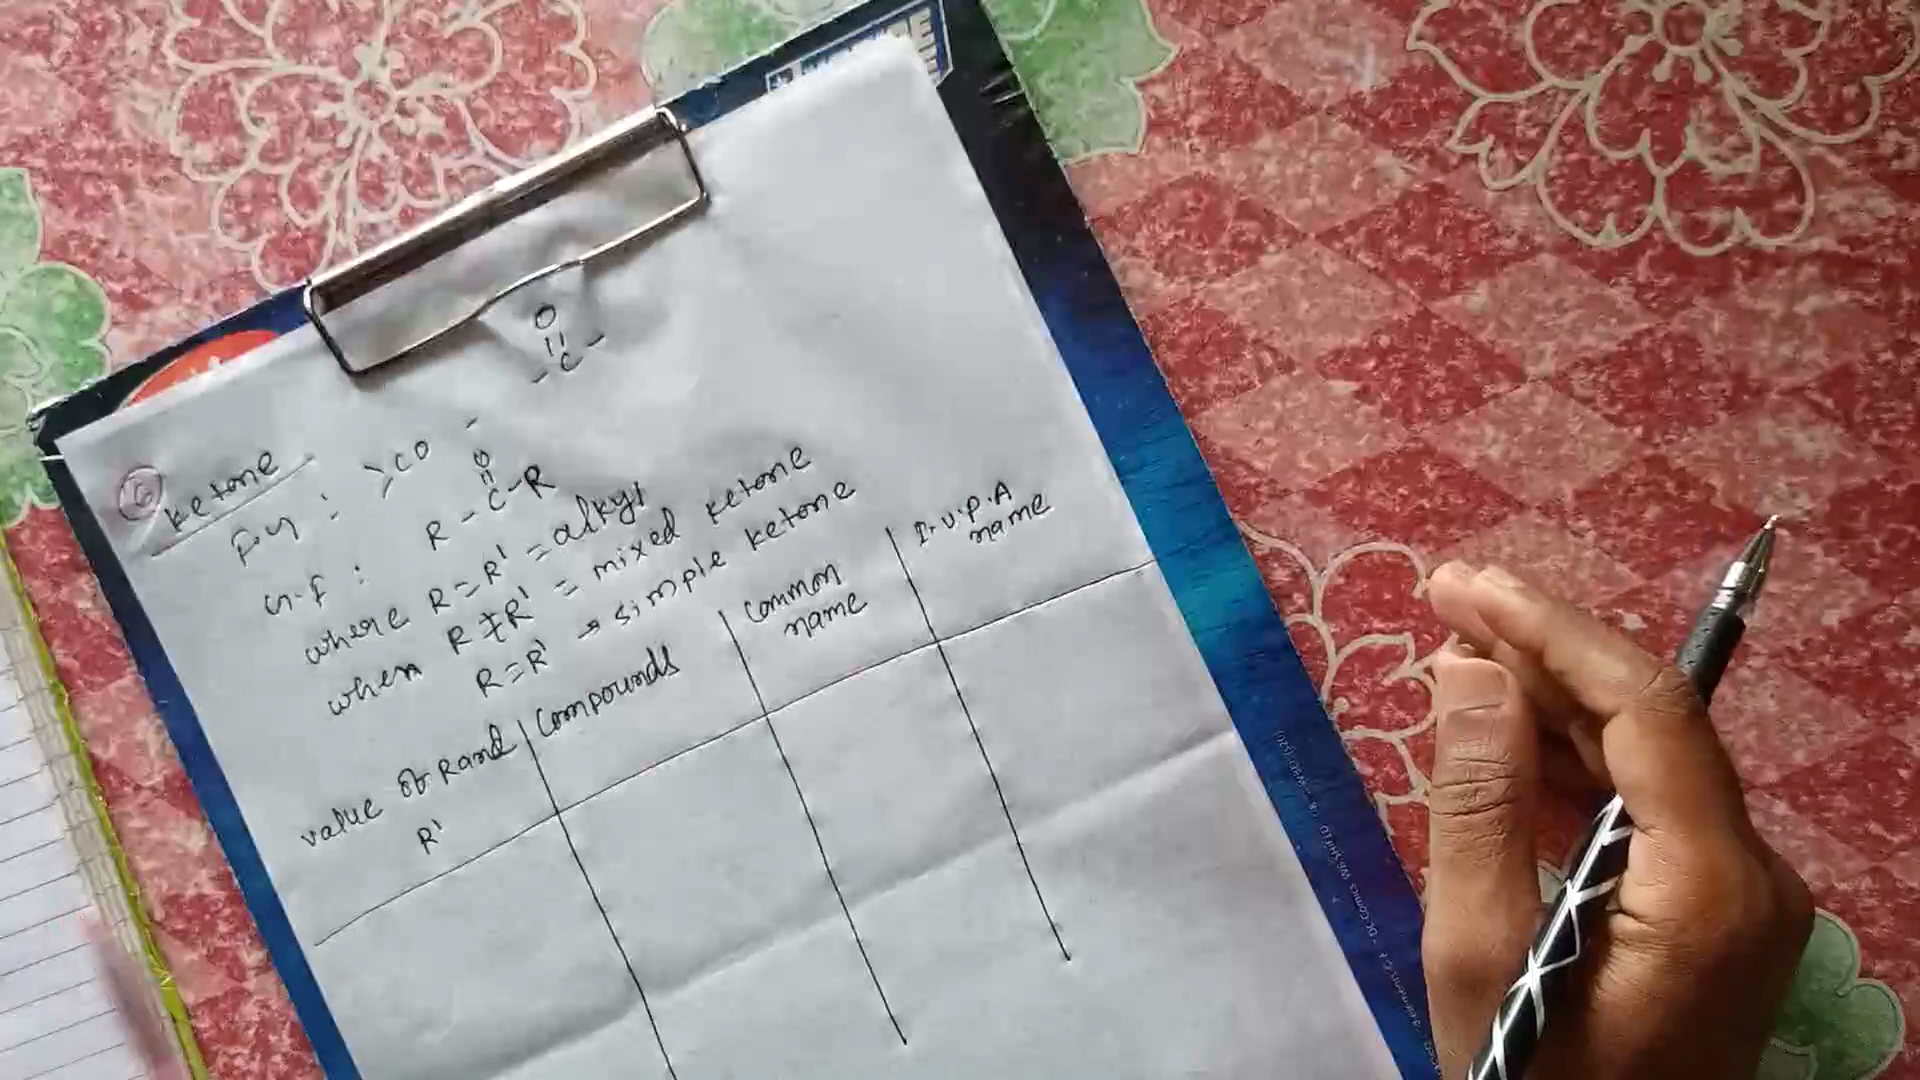 O
||
- C -
6 ketone
F.G : >CO -
O
||
G.F : R - C - R
where R = R' = alkyl
when R ≠ R' = mixed ketone
R = R' → simple ketone
value of R and R'
Compounds
Common name
I.U.P.A name